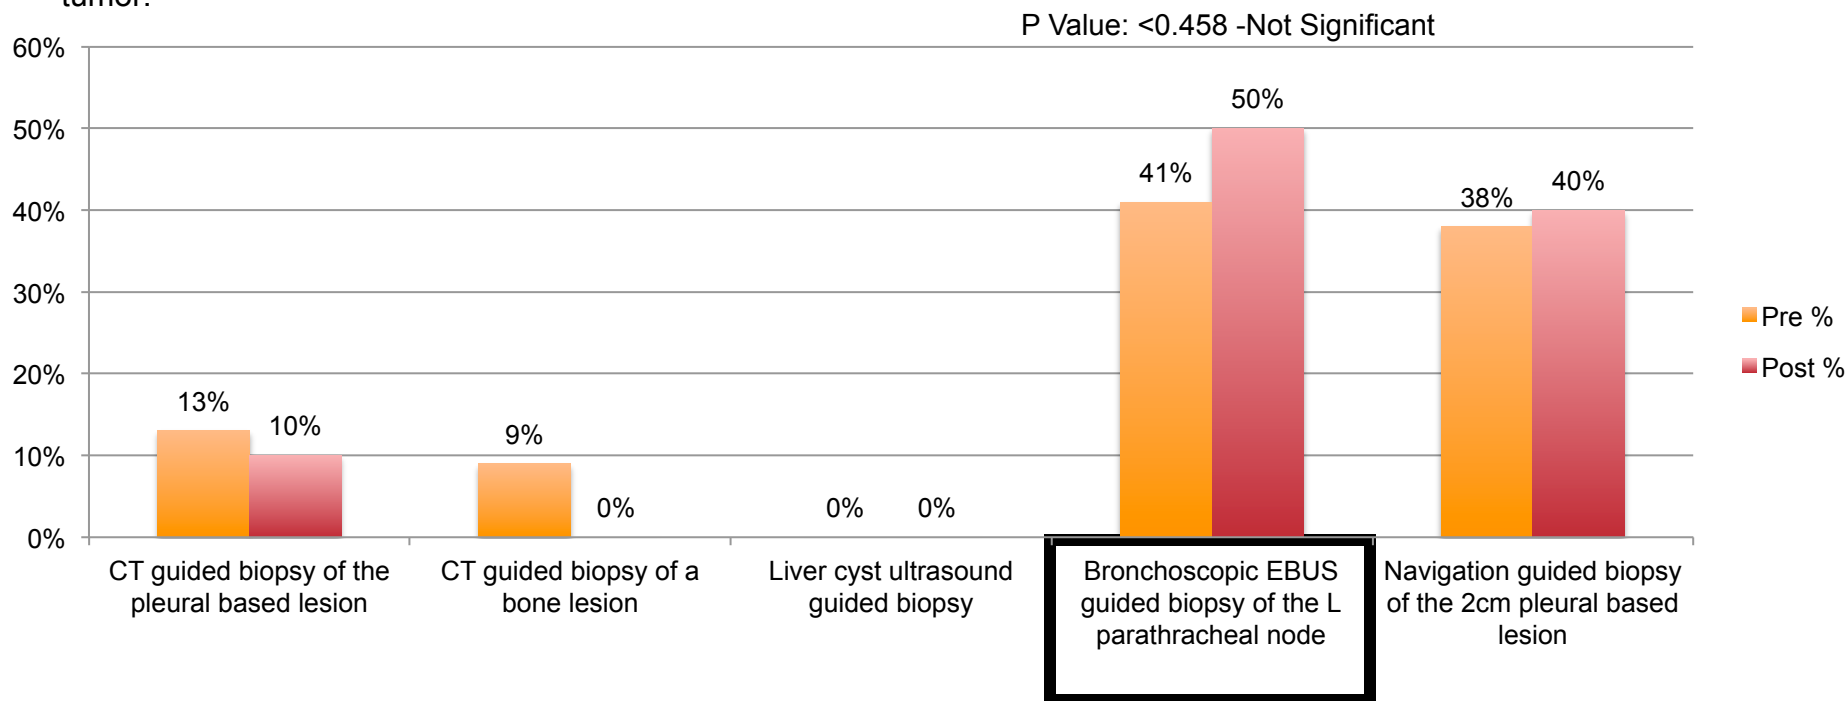 tumor.
P Value: <0.458 -Not Significant
60%
50%
40%
30%
20%
10%
0%
13%
10%
9%
0%
0%
0%
41%
50%
38%
40%
CT guided biopsy of the
pleural based lesion
CT guided biopsy of a
bone lesion
Liver cyst ultrasound
guided biopsy
Bronchoscopic EBUS
guided biopsy of the L
parathracheal node
Navigation guided biopsy
of the 2cm pleural based
lesion
Pre %
Post %